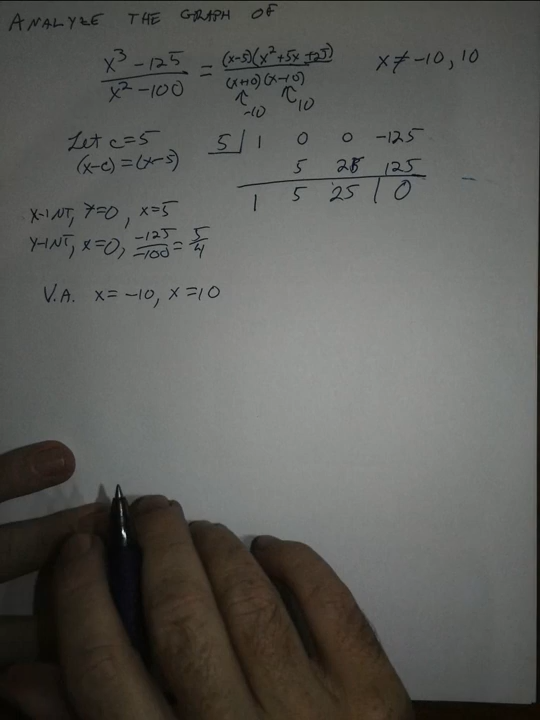 ANALYZE THE GRAPH OF
x³ - 125 / x² - 100 = (x-5)(x²+5x+25) / (x+10)(x-10)   x ≠ -10, 10
-10   10
Let c=5   5 | 1 0 0 -125
(x-c)=(x-5)   5 25 125
1 5 25 | 0
X-INT, Y=0, x=5
Y-INT, x=0, -125/-100 = 5/4
V.A. x=-10, x=10